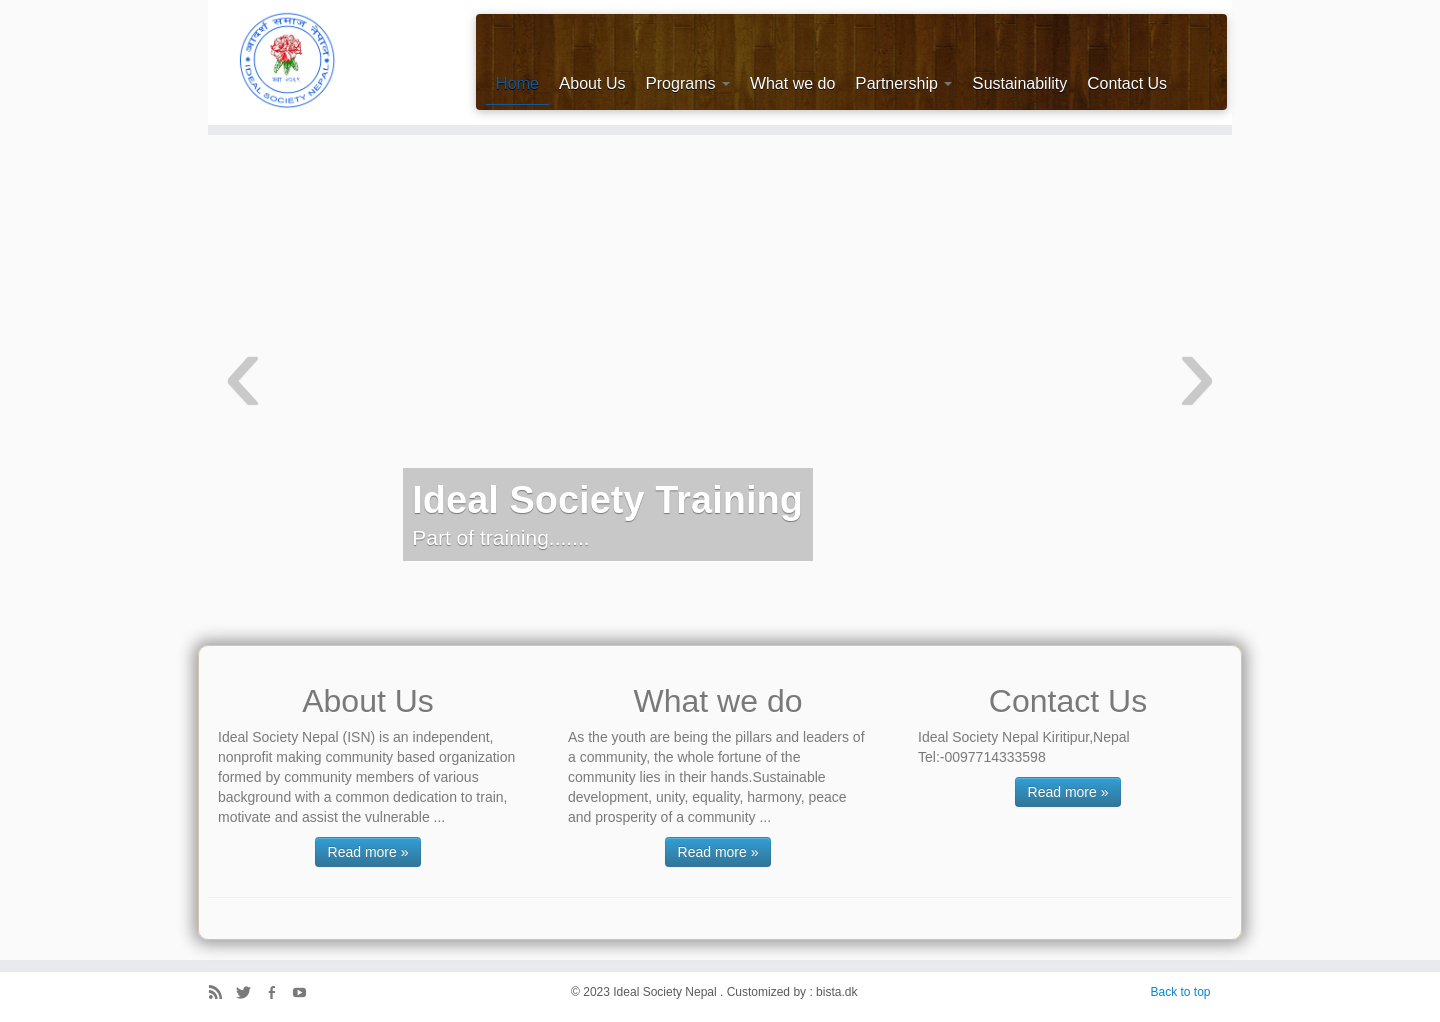 आदर्श समाज नेपाल
स्था २०६१
IDEAL SOCIETY NEPAL
Home About Us Programs What we do Partnership Sustainability Contact Us
Ideal Society Training
Part of training.......
About Us
Ideal Society Nepal (ISN) is an independent,
nonprofit making community based organization
formed by community members of various
background with a common dedication to train,
motivate and assist the vulnerable ...
Read more »
What we do
As the youth are being the pillars and leaders of
a community, the whole fortune of the
community lies in their hands.Sustainable
development, unity, equality, harmony, peace
and prosperity of a community ...
Read more »
Contact Us
Ideal Society Nepal Kiritipur,Nepal
Tel:-0097714333598
Read more »
© 2023 Ideal Society Nepal . Customized by : bista.dk
Back to top